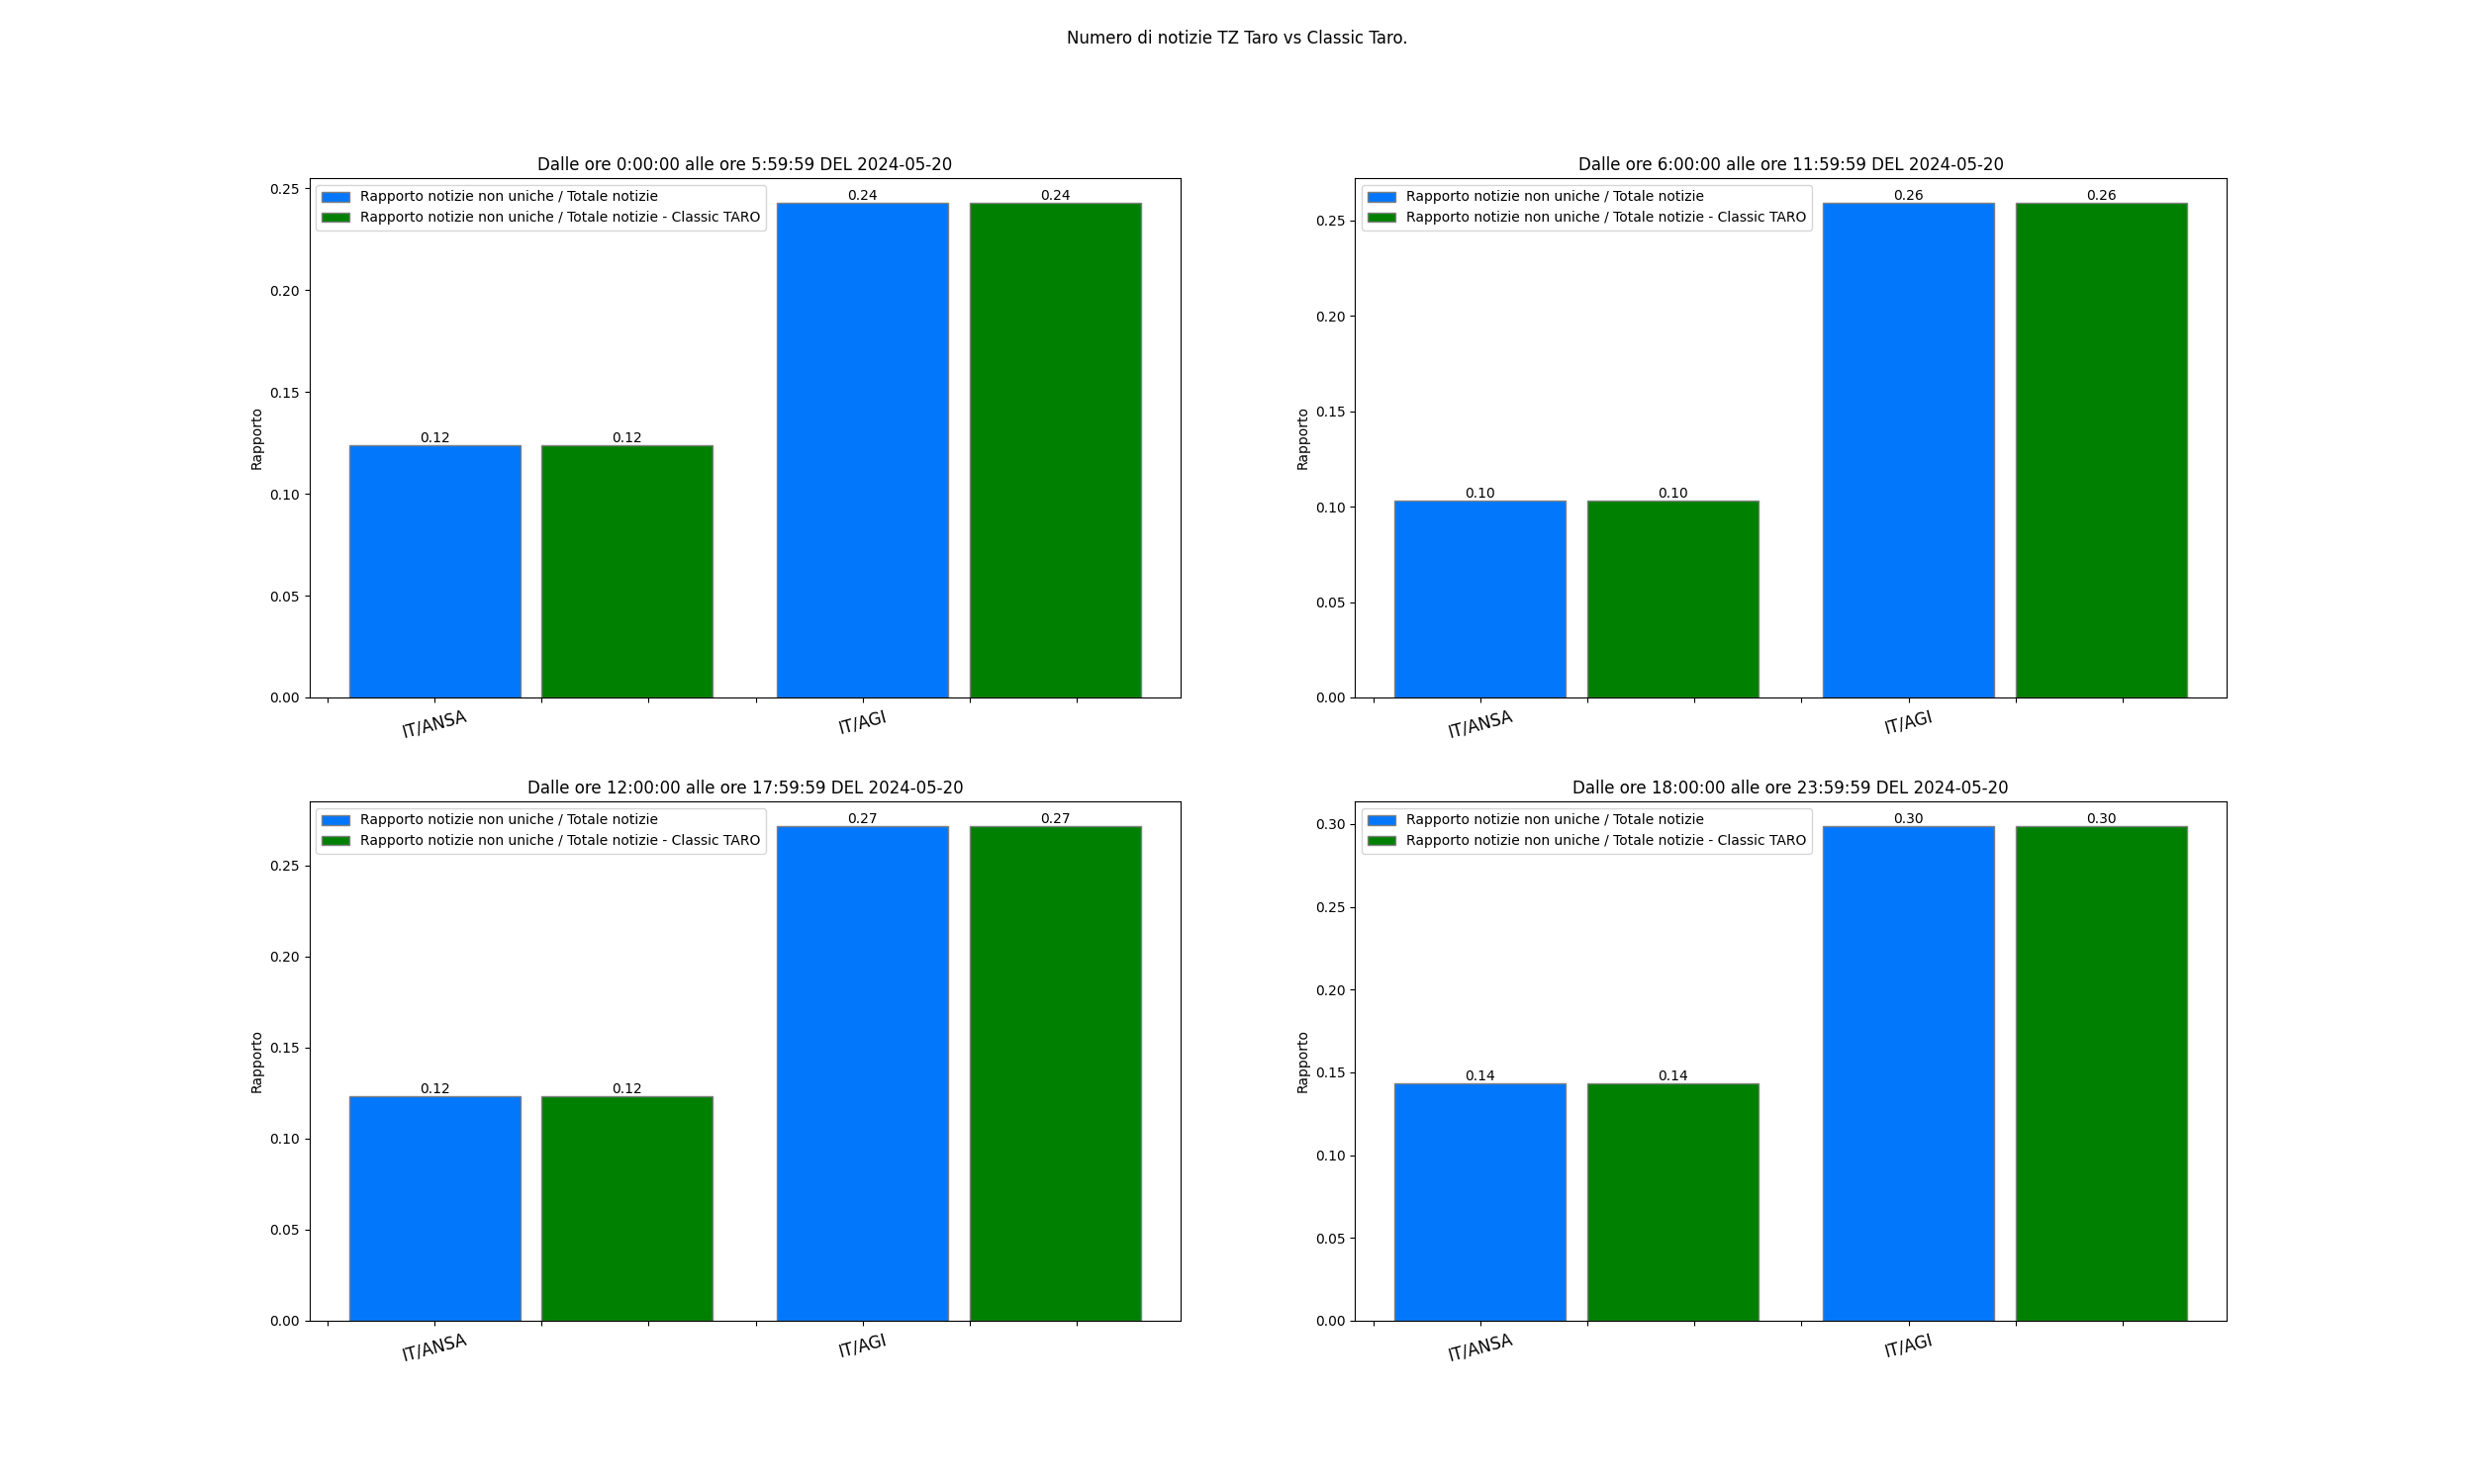 Numero di notizie TZ Taro vs Classic Taro.
Dalle ore 0:00:00 alle ore 5:59:59 DEL 2024-05-20
Rapporto notizie non uniche / Totale notizie
Rapporto notizie non uniche / Totale notizie - Classic TARO
0.12
0.12
0.24
0.24
0.25
0.20
0.15
0.10
0.05
0.00
Rapporto
IT/ANSA
IT/AGI
Dalle ore 6:00:00 alle ore 11:59:59 DEL 2024-05-20
Rapporto notizie non uniche / Totale notizie
Rapporto notizie non uniche / Totale notizie - Classic TARO
0.10
0.10
0.26
0.26
0.25
0.20
0.15
0.10
0.05
0.00
Rapporto
IT/ANSA
IT/AGI
Dalle ore 12:00:00 alle ore 17:59:59 DEL 2024-05-20
Rapporto notizie non uniche / Totale notizie
Rapporto notizie non uniche / Totale notizie - Classic TARO
0.12
0.12
0.27
0.27
0.25
0.20
0.15
0.10
0.05
0.00
Rapporto
IT/ANSA
IT/AGI
Dalle ore 18:00:00 alle ore 23:59:59 DEL 2024-05-20
Rapporto notizie non uniche / Totale notizie
Rapporto notizie non uniche / Totale notizie - Classic TARO
0.14
0.14
0.30
0.30
0.30
0.25
0.20
0.15
0.10
0.05
0.00
Rapporto
IT/ANSA
IT/AGI